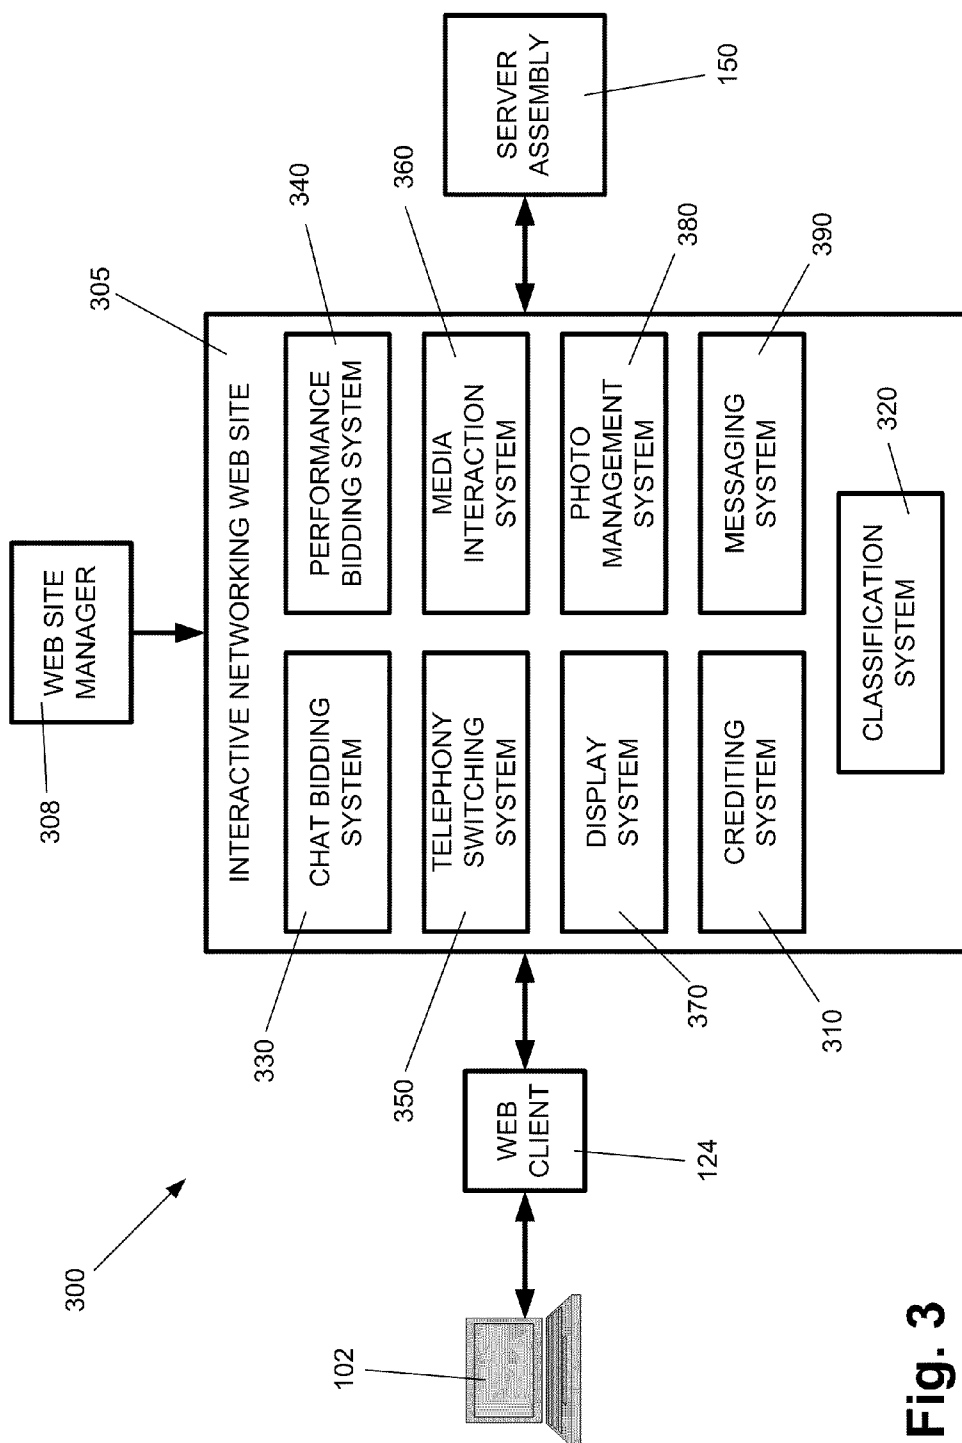 308
WEB SITE
MANAGER
305
INTERACTIVE NETWORKING WEB SITE
330
CHAT BIDDING
SYSTEM
PERFORMANCE
BIDDING SYSTEM
340
350
TELEPHONY
SWITCHING
SYSTEM
MEDIA
INTERACTION
SYSTEM
360
370
DISPLAY
SYSTEM
PHOTO
MANAGEMENT
SYSTEM
380
310
CREDITING
SYSTEM
MESSAGING
SYSTEM
390
CLASSIFICATION
SYSTEM
320
300
102
WEB
CLIENT
124
SERVER
ASSEMBLY
150
Fig. 3